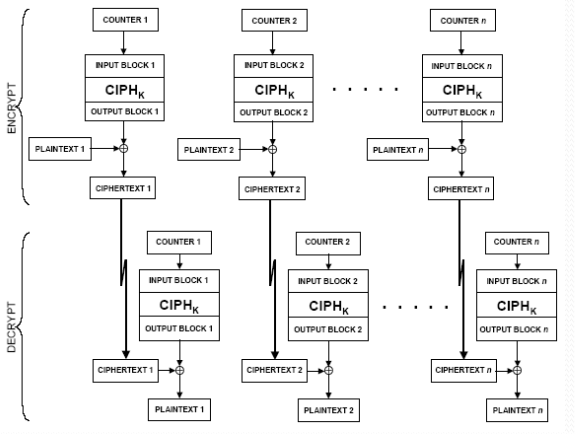 COUNTER 1 COUNTER 2 COUNTER n
INPUT BLOCK 1 INPUT BLOCK 2 INPUT BLOCK n
CIPHK CIPHK . . . . . CIPHK
OUTPUT BLOCK 1 OUTPUT BLOCK 2 OUTPUT BLOCK n
ENCRYPT
PLAINTEXT 1 PLAINTEXT 2 PLAINTEXT n
CIPHERTEXT 1 CIPHERTEXT 2 CIPHERTEXT n
COUNTER 1 COUNTER 2 COUNTER n
INPUT BLOCK 1 INPUT BLOCK 2 INPUT BLOCK n
CIPHK CIPHK . . . . . CIPHK
DECRYPT
OUTPUT BLOCK 1 OUTPUT BLOCK 2 OUTPUT BLOCK n
CIPHERTEXT 1 CIPHERTEXT 2 CIPHERTEXT n
PLAINTEXT 1 PLAINTEXT 2 PLAINTEXT n